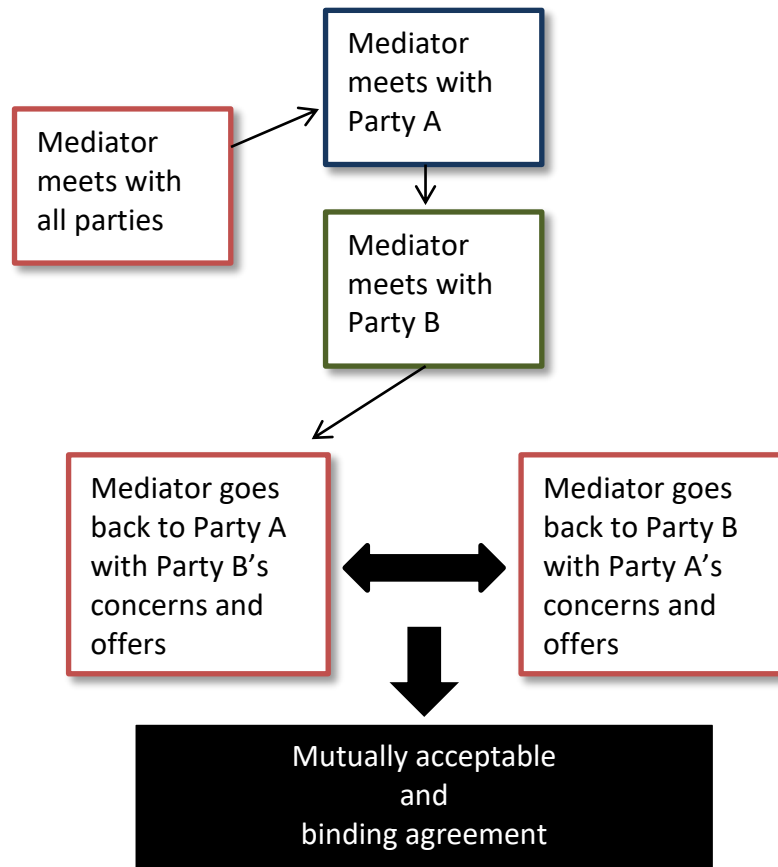 Mediator
meets with
all parties
Mediator
meets with
Party A
Mediator
meets with
Party B
Mediator goes
back to Party A
with Party B’s
concerns and
offers
Mediator goes
back to Party B
with Party A’s
concerns and
offers
Mutually acceptable
and
binding agreement